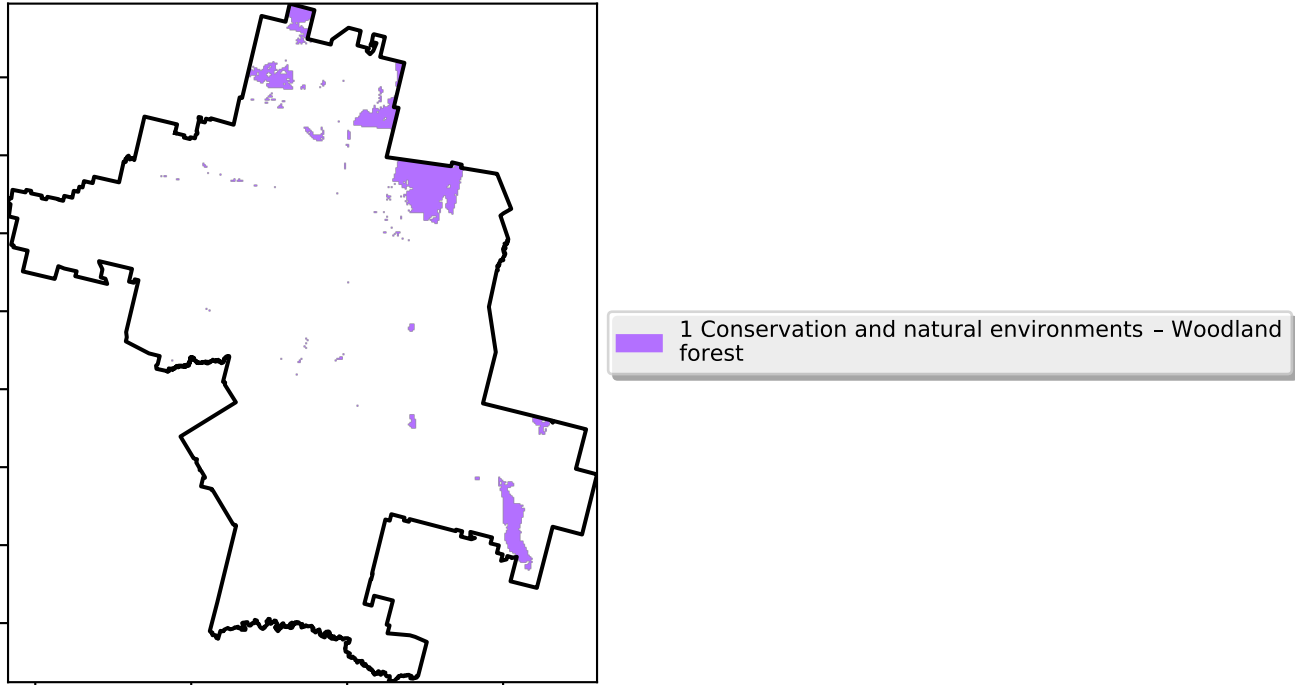 1 Conservation and natural environments – Woodland
forest